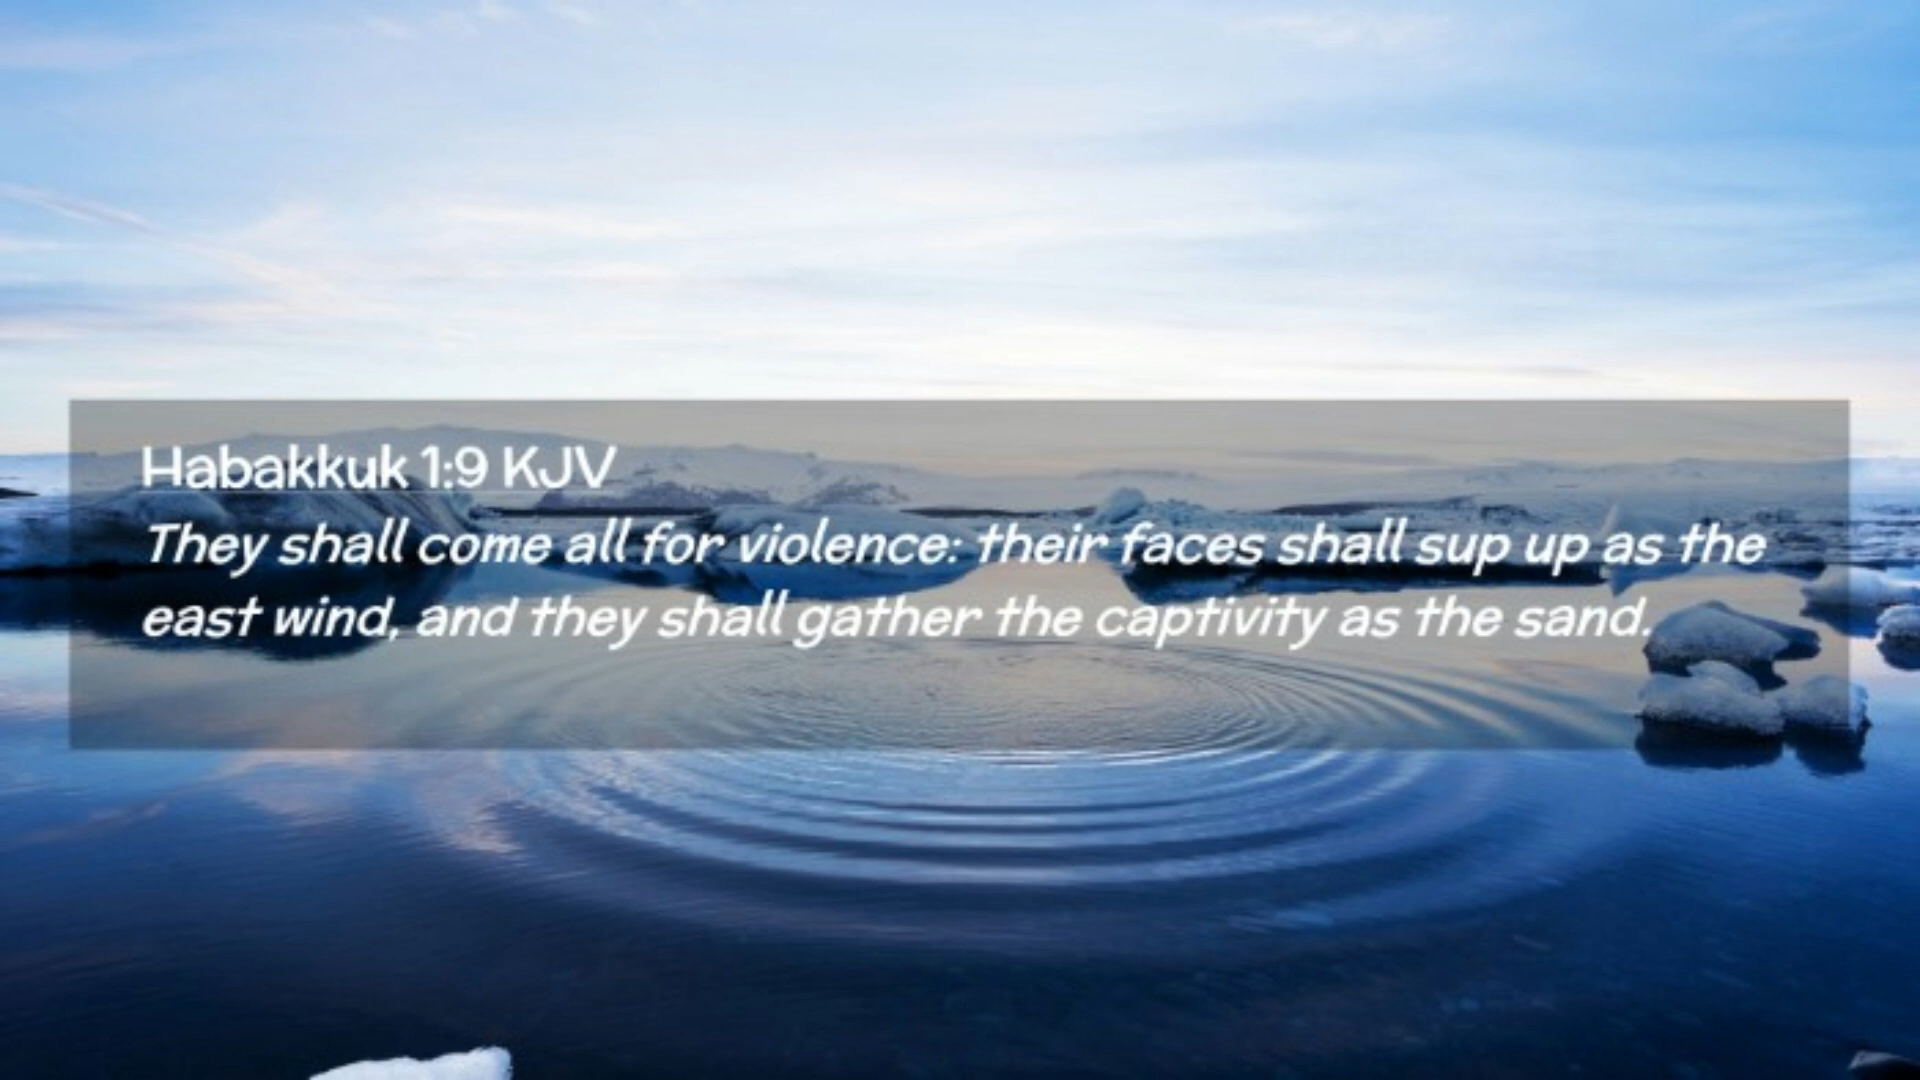 Habakkuk 1:9 KJV
They shall come all for violence: their faces shall sup up as the
east wind, and they shall gather the captivity as the sand.